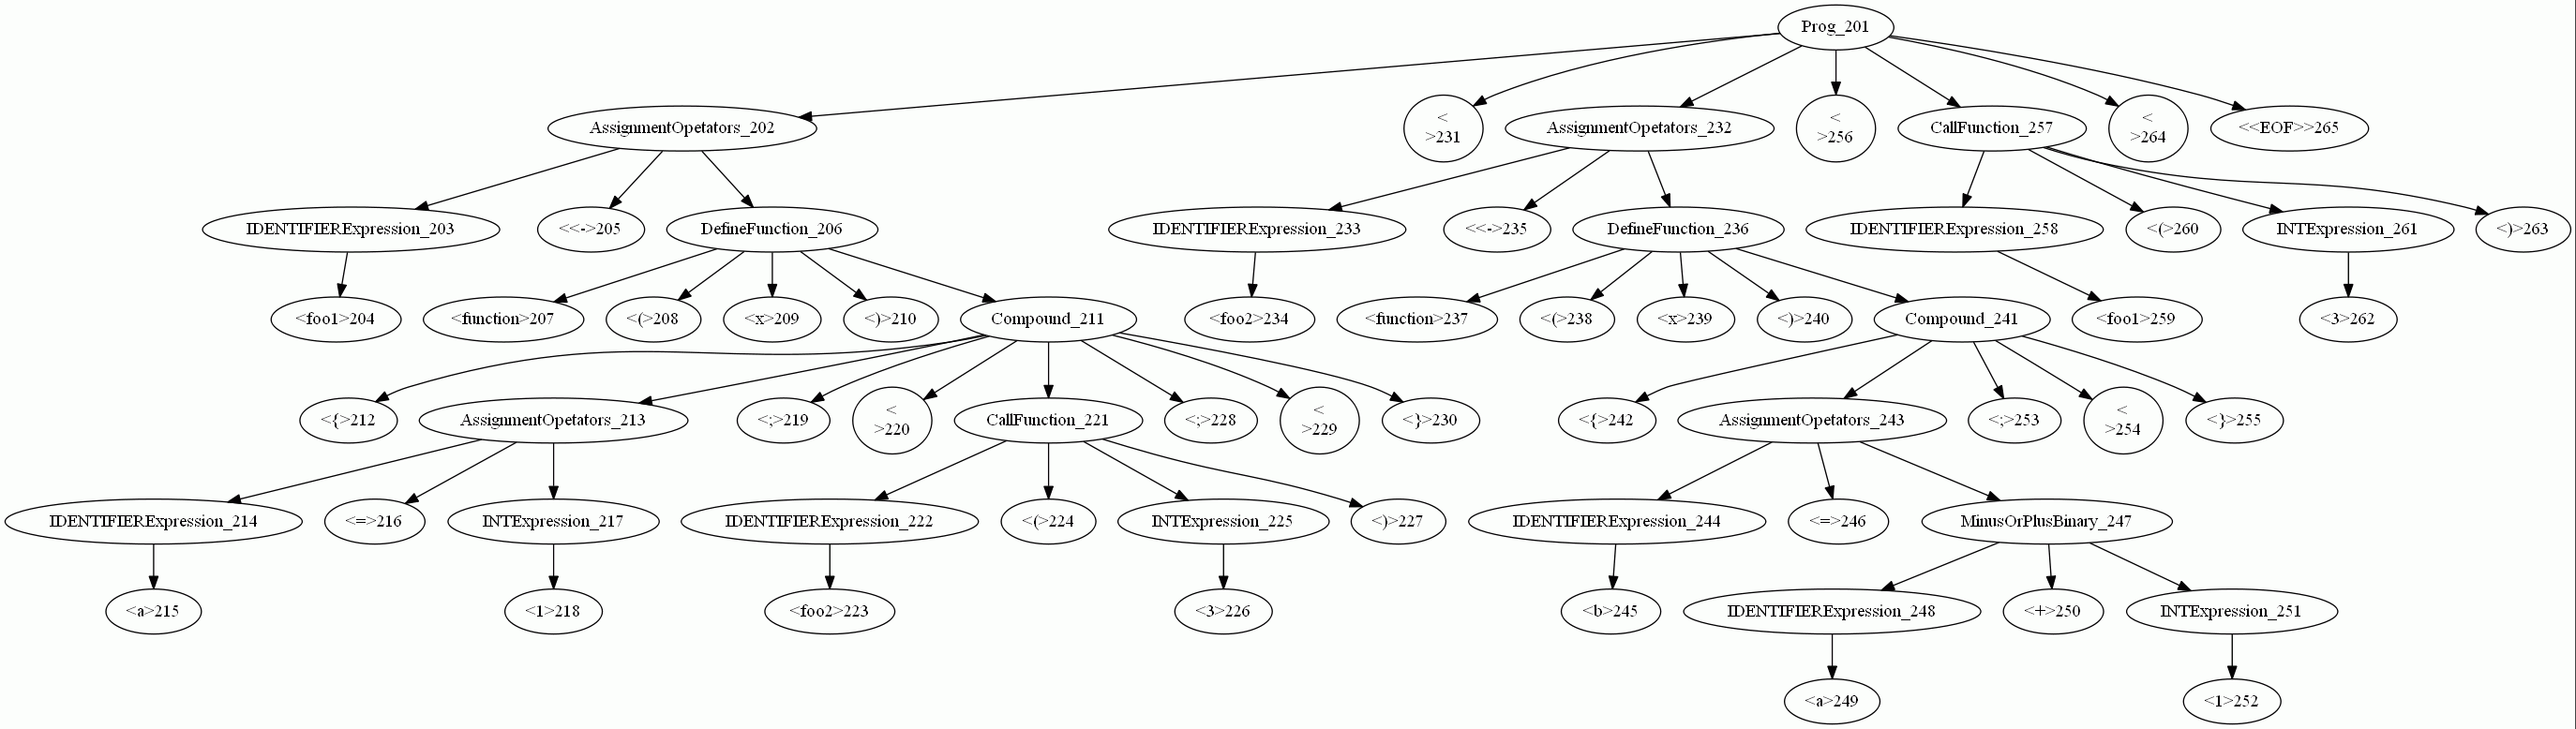 Prog_201
AssignmentOpetators_202
<
>231
AssignmentOpetators_232
<
>256
CallFunction_257
<
>264
<<EOF>>265
IDENTIFIERExpression_203
<<->205
DefineFunction_206
IDENTIFIERExpression_233
<<->235
DefineFunction_236
IDENTIFIERExpression_258
<(>260
INTExpression_261
<)>263
<foo1>204
<function>207
<(>208
<x>209
<)>210
Compound_211
<foo2>234
<function>237
<(>238
<x>239
<)>240
Compound_241
<foo1>259
<3>262
<{>212
AssignmentOpetators_213
<;>219
<
>220
CallFunction_221
<;>228
<
>229
<}>230
<{>242
AssignmentOpetators_243
<;>253
<
>254
<}>255
IDENTIFIERExpression_214
<=>216
INTExpression_217
IDENTIFIERExpression_222
<(>224
INTExpression_225
<)>227
IDENTIFIERExpression_244
<=>246
MinusOrPlusBinary_247
<a>215
<1>218
<foo2>223
<3>226
<b>245
IDENTIFIERExpression_248
<+>250
INTExpression_251
<a>249
<1>252